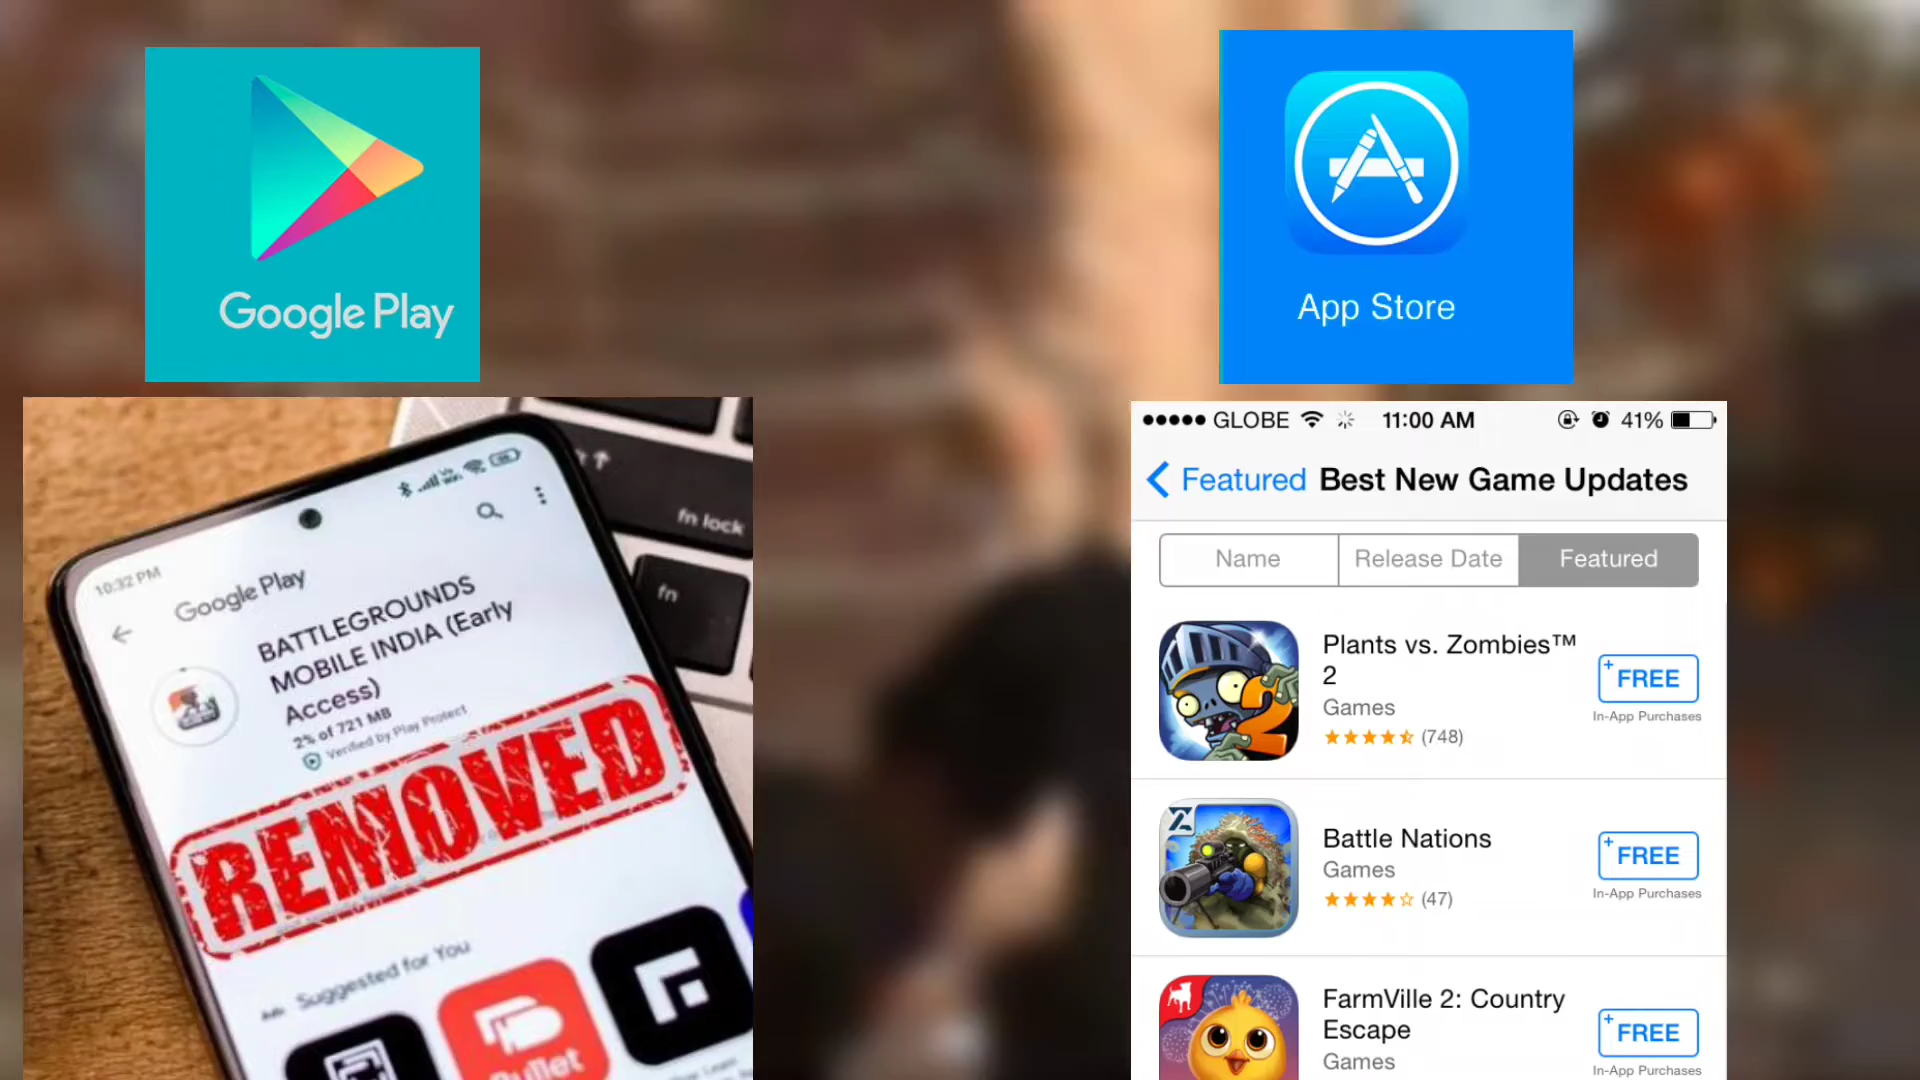 Google Play
App Store
10:32 PM
Google Play
BATTLEGROUNDS
MOBILE INDIA (Early
Access)
2% of 721 MB
Verified by Play Protect
REMOVED
Suggested for You
Bullet
fn lock
fn
GLOBE 11:00 AM 41%
Featured Best New Game Updates
Name Release Date Featured
Plants vs. Zombies™
2
Games
(748)
+FREE
In-App Purchases
Battle Nations
Games
(47)
+FREE
In-App Purchases
2
Z
FarmVille 2: Country
Escape
Games
+FREE
In-App Purchases